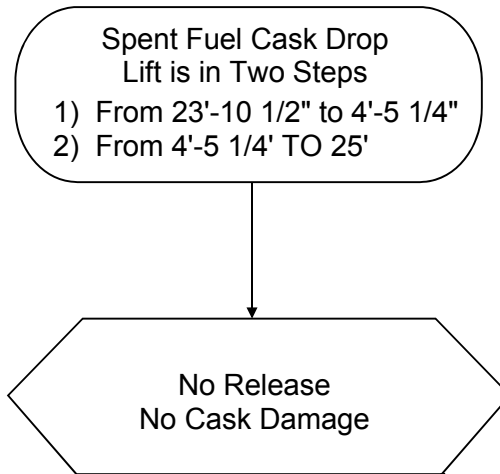 Spent Fuel Cask Drop
Lift is in Two Steps
1) From 23'-10 1/2" to 4'-5 1/4"
2) From 4'-5 1/4' TO 25'
No Release
No Cask Damage